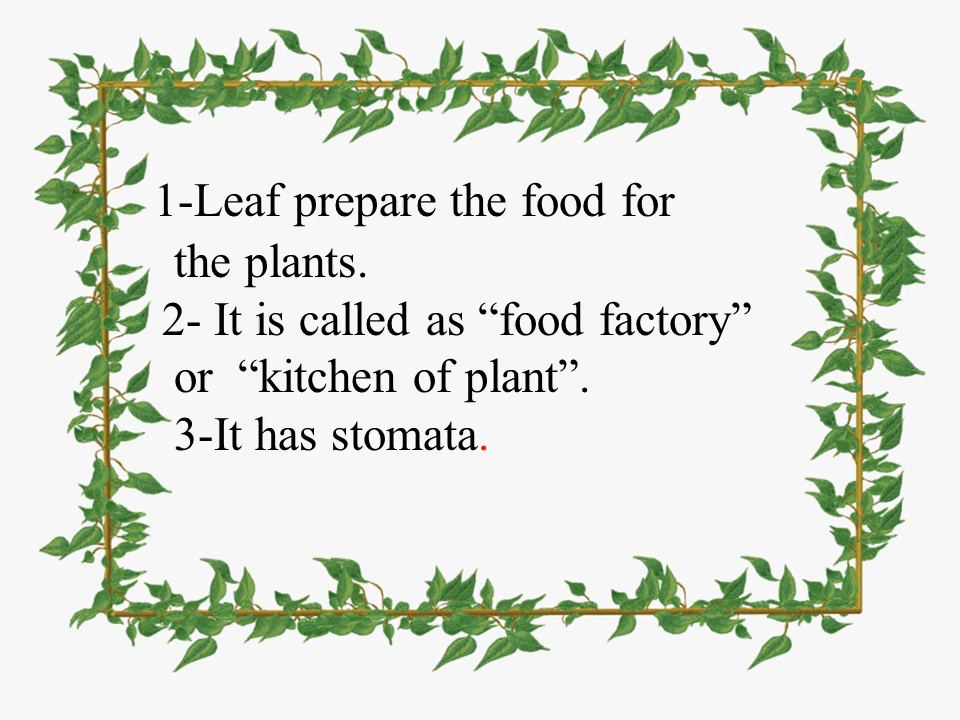 1-Leaf prepare the food for
the plants.
2- It is called as “food factory”
or “kitchen of plant”.
3-It has stomata.